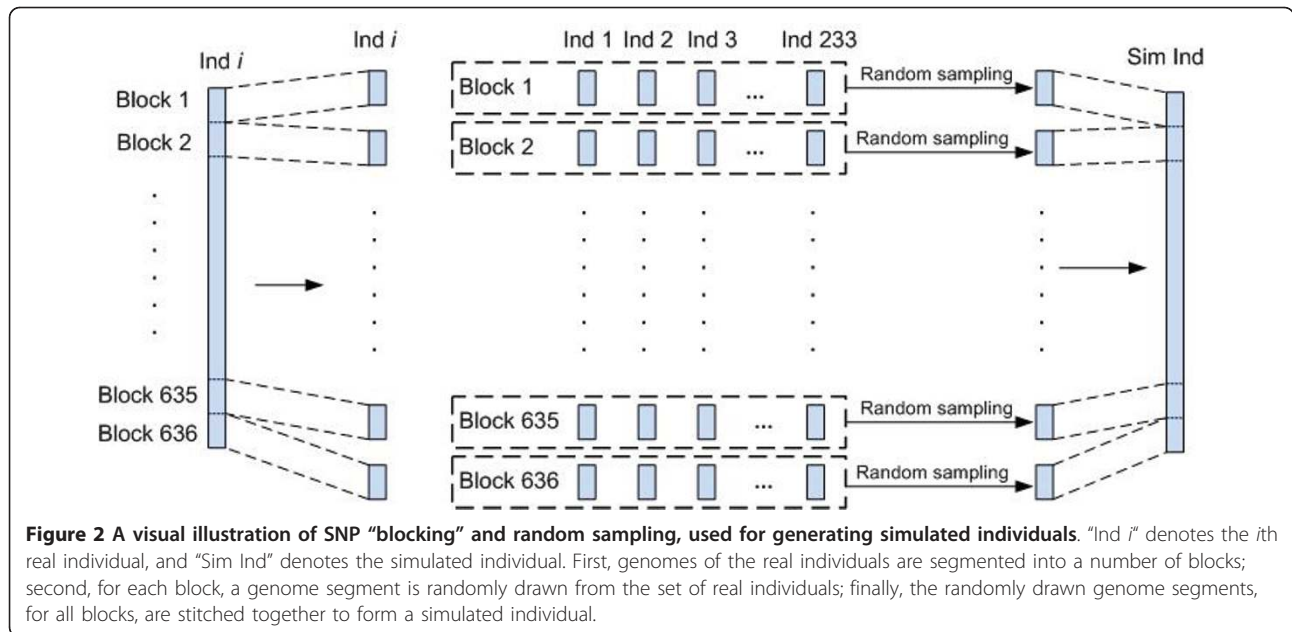 Ind i
Ind i
Ind 1 Ind 2 Ind 3 Ind 233
Sim Ind
Block 1
Block 1
...
Random sampling
Block 2
Block 2
...
Random sampling
Block 635
Block 635
...
Random sampling
Block 636
Block 636
...
Random sampling
Figure 2 A visual illustration of SNP “blocking” and random sampling, used for generating simulated individuals. “Ind i“ denotes the ith
real individual, and “Sim Ind” denotes the simulated individual. First, genomes of the real individuals are segmented into a number of blocks;
second, for each block, a genome segment is randomly drawn from the set of real individuals; finally, the randomly drawn genome segments,
for all blocks, are stitched together to form a simulated individual.